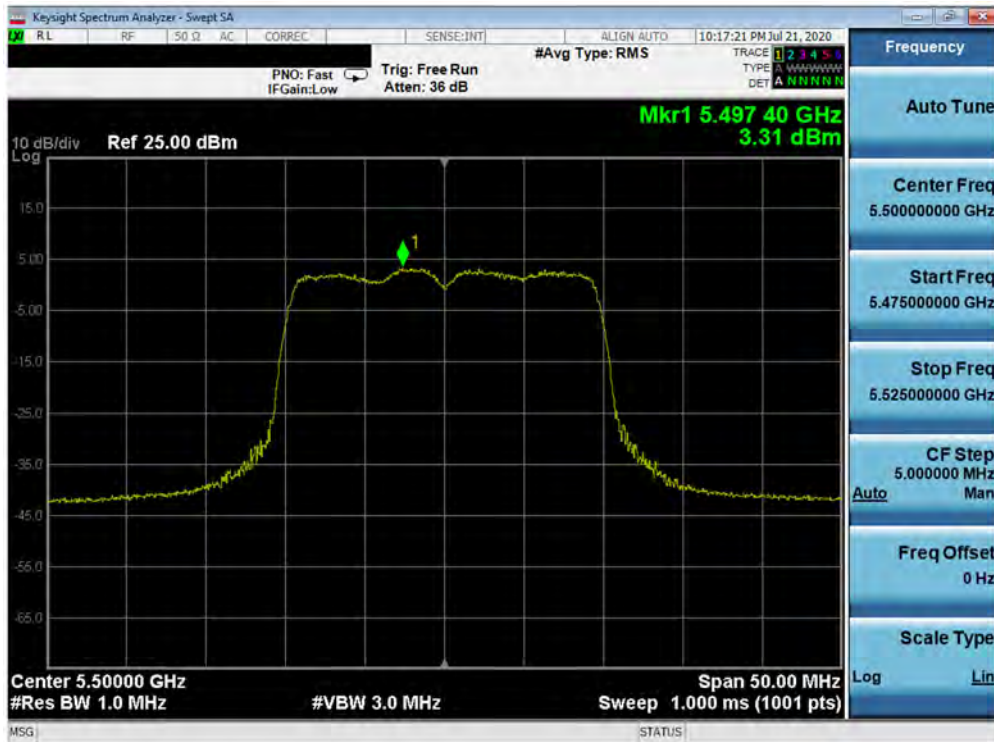 Keysight Spectrum Analyzer - Swept SA
LXI RL RF 50 Ω AC CORREC SENSE:INT ALIGN AUTO 10:17:21 PM Jul 21, 2020
#Avg Type: RMS
TRACE 1 2 3 4 5 6
TYPE A WWWWW
DET A N N N N N
PNO: Fast
IFGain:Low
Trig: Free Run
Atten: 36 dB
Mkr1 5.497 40 GHz
3.31 dBm
10 dB/div Ref 25.00 dBm
Log
15.0
5.00
-5.00
-15.0
-25.0
-35.0
-45.0
-55.0
-65.0
1
Center 5.50000 GHz
Span 50.00 MHz
#Res BW 1.0 MHz
#VBW 3.0 MHz
Sweep 1.000 ms (1001 pts)
MSG
STATUS
Frequency
Auto Tune
Center Freq
5.500000000 GHz
Start Freq
5.475000000 GHz
Stop Freq
5.525000000 GHz
CF Step
5.000000 MHz
Auto Man
Freq Offset
0 Hz
Scale Type
Log Lin